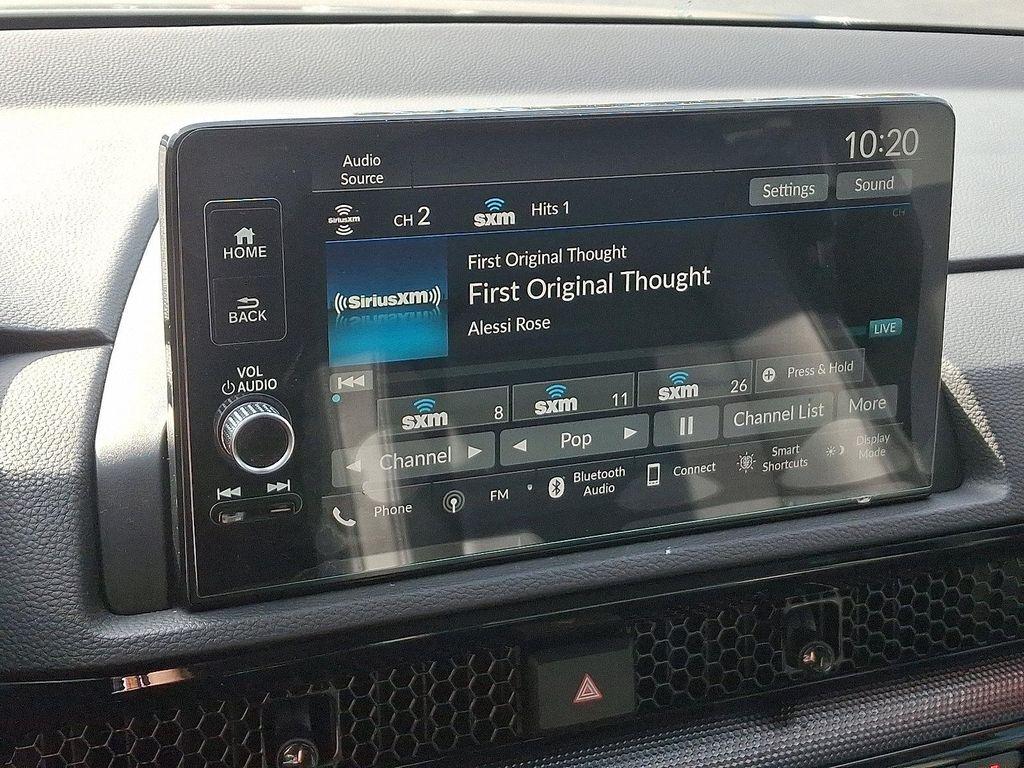 10:20
Audio
Source
Settings
Sound
SiriusXM
CH 2
sxm
Hits 1
CH
HOME
BACK
((SiriusXM))
First Original Thought
First Original Thought
Alessi Rose
LIVE
VOL
AUDIO
sxm 8
sxm 11
sxm 26
Press & Hold
Channel
Pop
Channel List
More
Phone
FM
Bluetooth
Audio
Connect
Smart
Shortcuts
Display
Mode